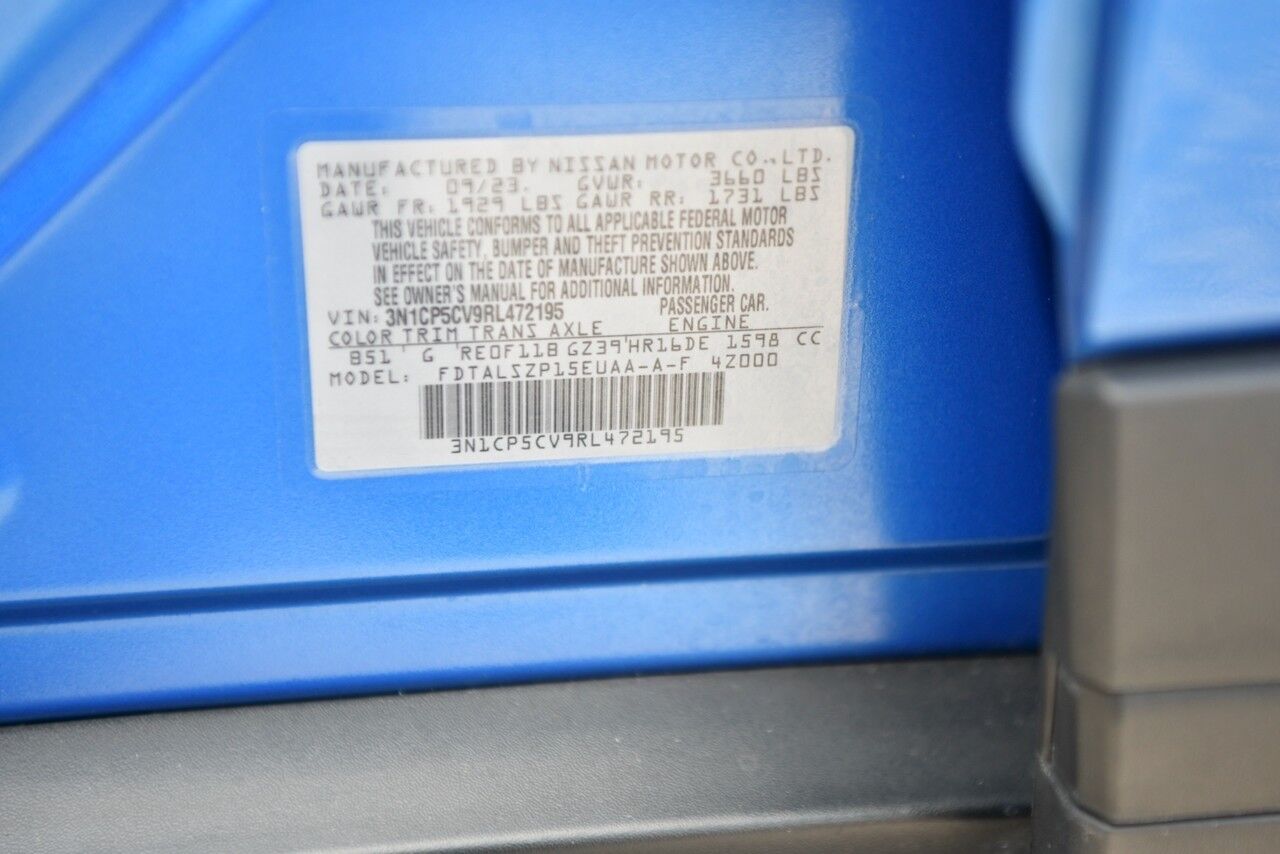 MANUFACTURED BY NISSAN MOTOR CO.,LTD.
DATE: 09/23. GVWR: 3660 LBS
GAWR FR: 1929 LBS GAWR RR: 1731 LBS
THIS VEHICLE CONFORMS TO ALL APPLICABLE FEDERAL MOTOR
VEHICLE SAFETY, BUMPER AND THEFT PREVENTION STANDARDS
IN EFFECT ON THE DATE OF MANUFACTURE SHOWN ABOVE.
SEE OWNER'S MANUAL FOR ADDITIONAL INFORMATION.
VIN: 3N1CP5CV9RL472195 PASSENGER CAR.
COLOR TRIM TRANS AXLE ENGINE
B51 G RE0F11B GZ39 HR16DE 1598 CC
MODEL: FDTALSZP15EUAA-A-F 4Z000
3N1CP5CV9RL472195